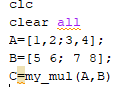 clc
clear all
A=[1,2;3,4];
B=[5 6; 7 8];
C=my_mul(A,B)